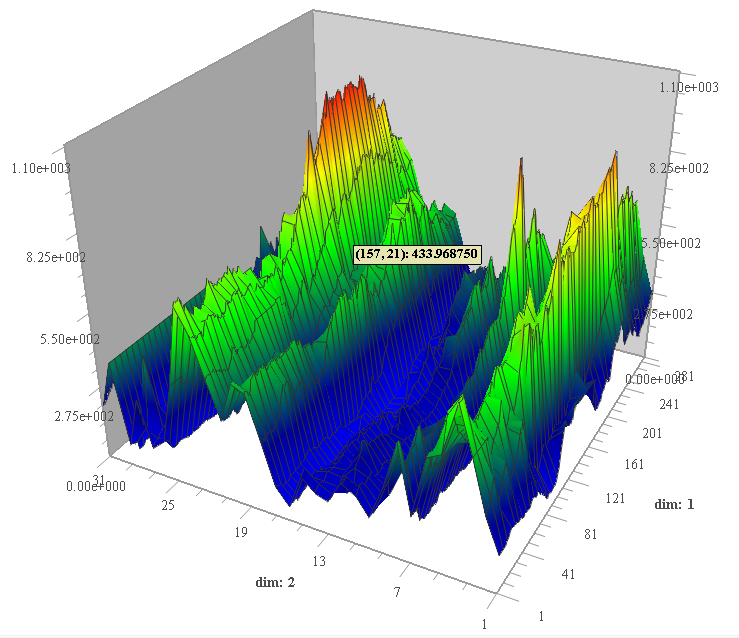 1.10e+003
1.10e+003
8.25e+002
5.50e+002
(157, 21): 433.968750
8.25e+002
2.75e+002
5.50e+002
0.00e+003
281
241
2.75e+002
201
161
31
0.00e+000
25
121
dim: 1
19
81
13
41
dim: 2
7
1
1